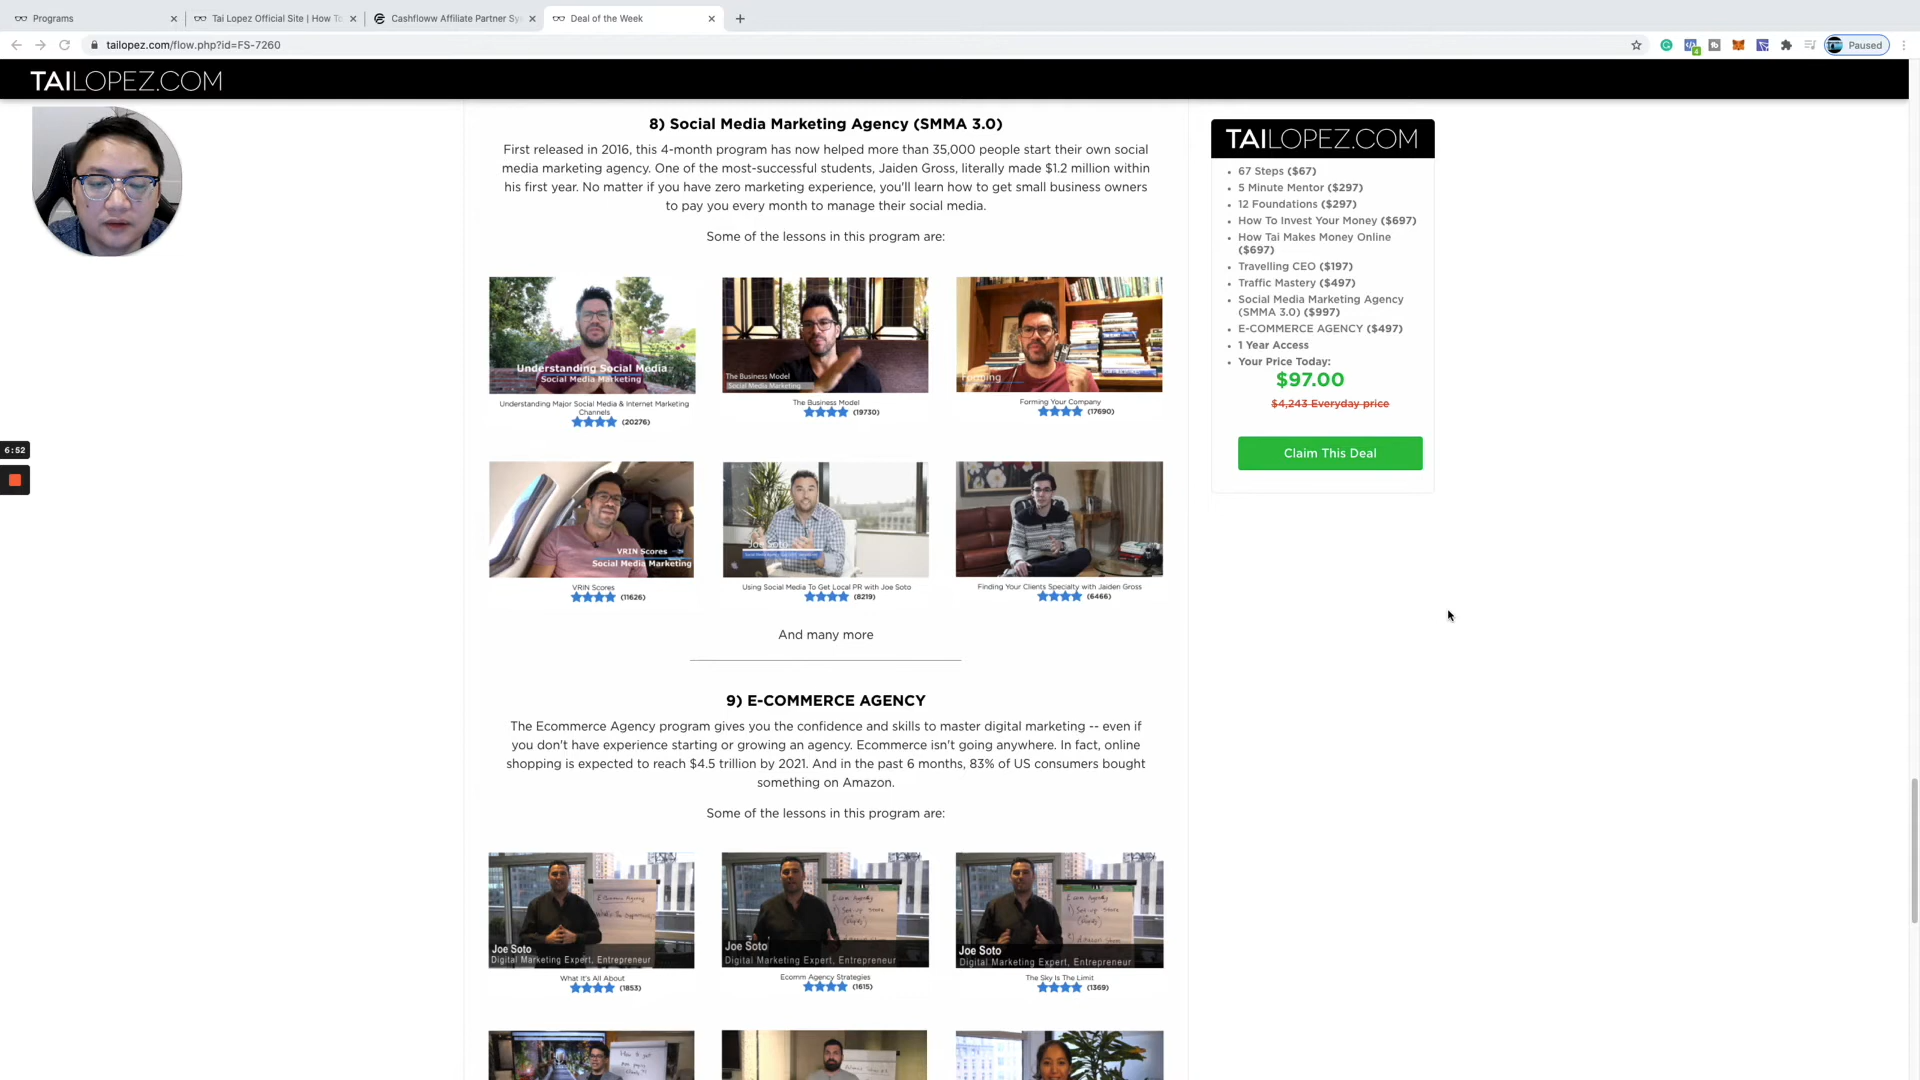 Programs
Tai Lopez Official Site | How To
Cashfloww Affiliate Partner Sy
Deal of the Week
tailopez.com/flow.php?id=FS-7260
4
Paused
TAILOPEZ.COM
8) Social Media Marketing Agency (SMMA 3.0)
First released in 2016, this 4-month program has now helped more than 35,000 people start their own social
media marketing agency. One of the most-successful students, Jaiden Gross, literally made $1.2 million within
his first year. No matter if you have zero marketing experience, you'll learn how to get small business owners
to pay you every month to manage their social media.
Some of the lessons in this program are:
Understanding Social Media
Social Media Marketing
The Business Model
Social Media Marketing
Forming
Understanding Major Social Media & Internet Marketing
Channels
(20276)
The Business Model
(19730)
Forming Your Company
(17690)
VRIN Scores
Social Media Marketing
Joe Soto
VRIN Scores
(11626)
Using Social Media To Get Local PR with Joe Soto
(8219)
Finding Your Clients Specialty with Jaiden Gross
(6466)
And many more
9) E-COMMERCE AGENCY
The Ecommerce Agency program gives you the confidence and skills to master digital marketing -- even if
you don't have experience starting or growing an agency. Ecommerce isn't going anywhere. In fact, online
shopping is expected to reach $4.5 trillion by 2021. And in the past 6 months, 83% of US consumers bought
something on Amazon.
Some of the lessons in this program are:
Joe Soto
Digital Marketing Expert, Entrepreneur
Joe Soto
Digital Marketing Expert, Entrepreneur
Joe Soto
Digital Marketing Expert, Entrepreneur
What It's All About
(1853)
Ecomm Agency Strategies
(1615)
The Sky Is The Limit
(1369)
TAILOPEZ.COM
67 Steps ($67)
5 Minute Mentor ($297)
12 Foundations ($297)
How To Invest Your Money ($697)
How Tai Makes Money Online
($697)
Travelling CEO ($197)
Traffic Mastery ($497)
Social Media Marketing Agency
(SMMA 3.0) ($997)
E-COMMERCE AGENCY ($497)
1 Year Access
Your Price Today:
$97.00
$4,243 Everyday price
Claim This Deal
6:52